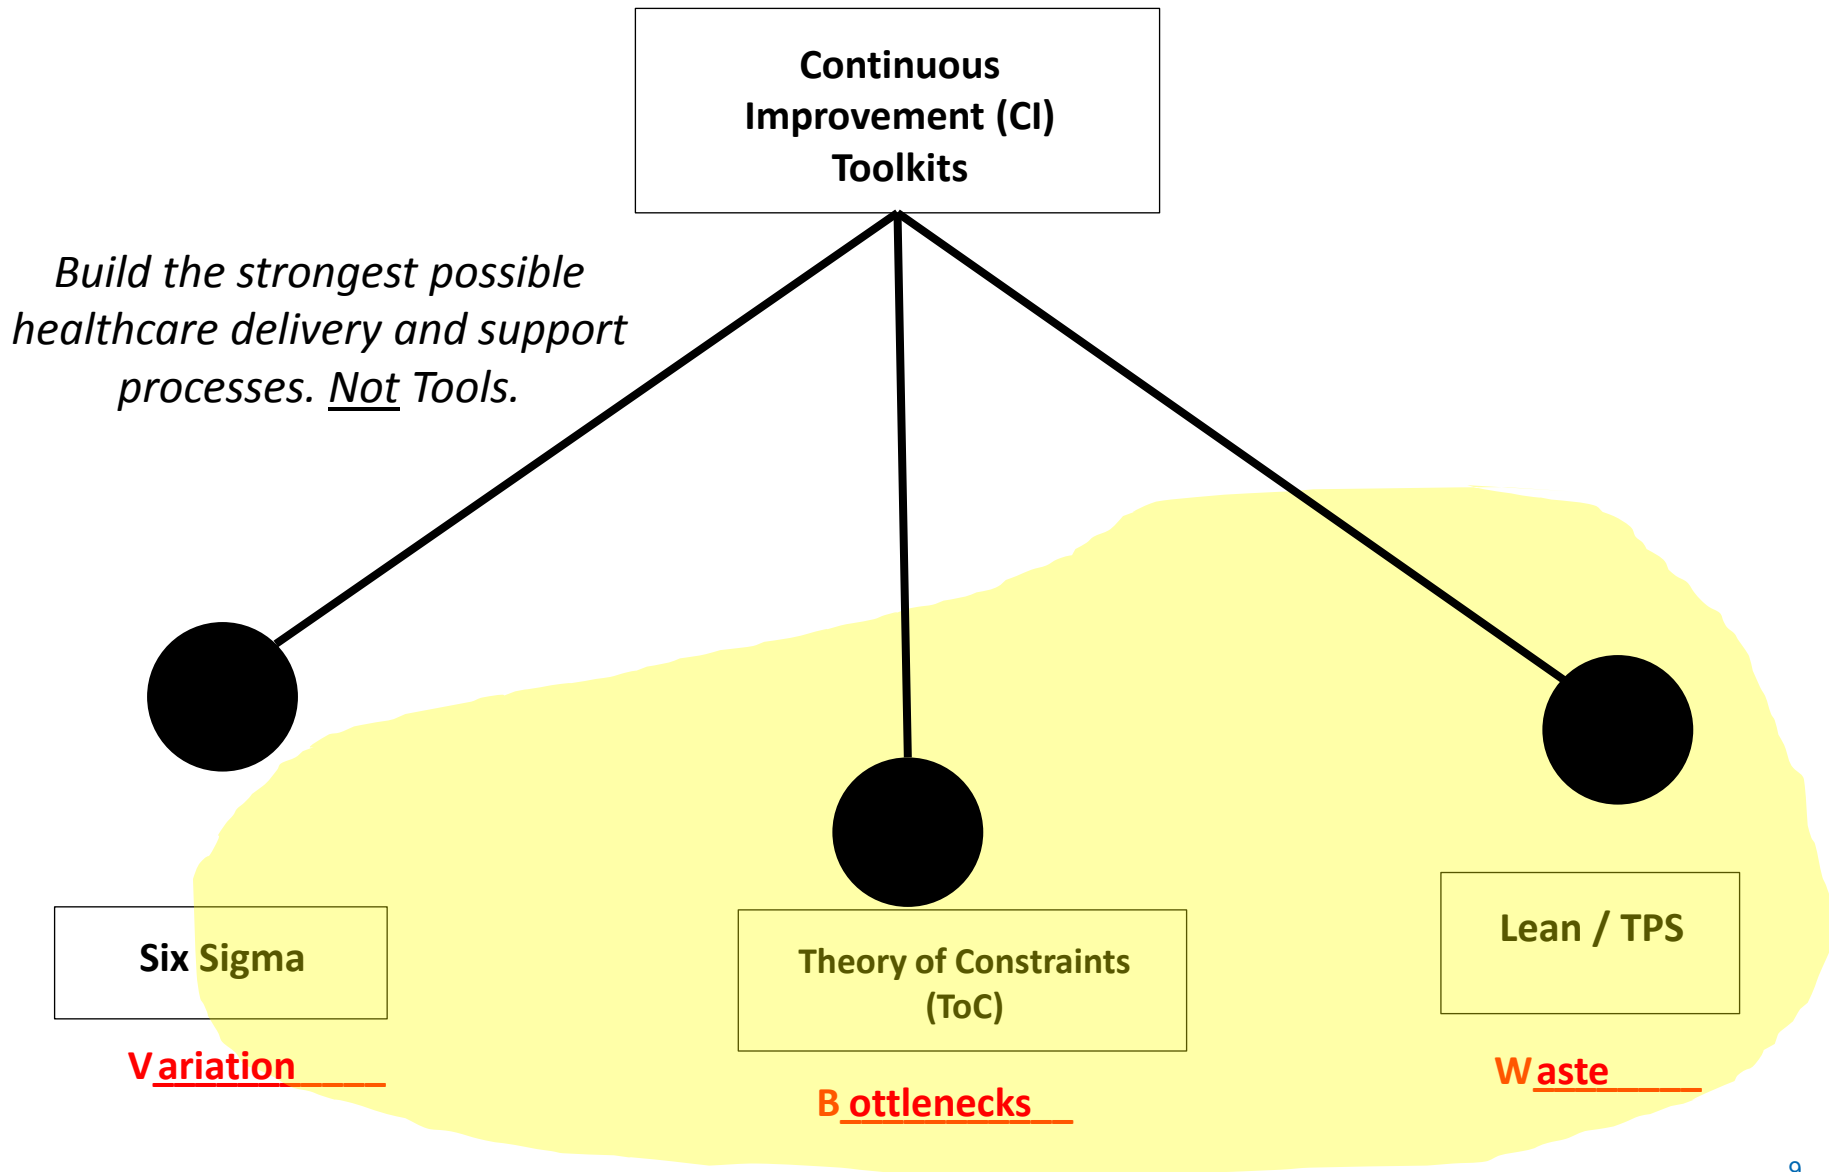 Continuous
Improvement (CI)
Toolkits
Build the strongest possible
healthcare delivery and support
processes. Not Tools.
Six Sigma
Theory of Constraints
(ToC)
Lean / TPS
Variation
Bottlenecks
Waste
9